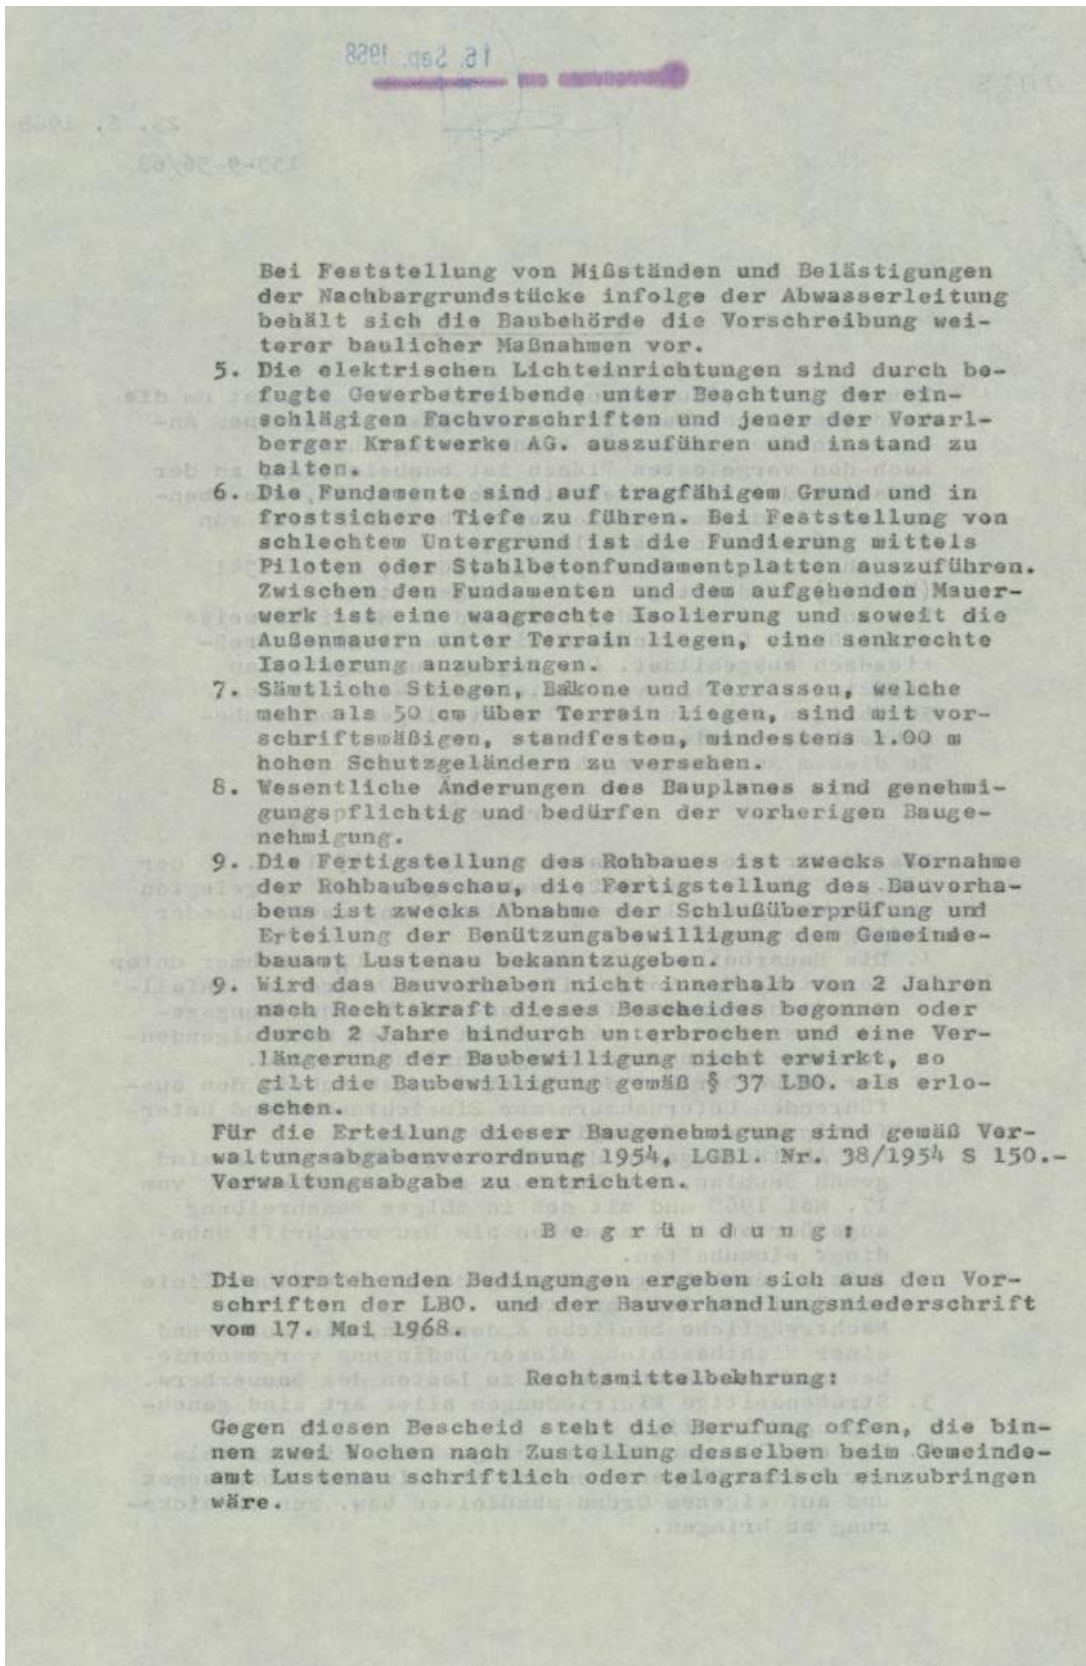 16. Sep. 1968
Bei Feststellung von Mißständen und Belästigungen
der Nachbargrundstücke infolge der Abwasserleitung
behält sich die Baubehörde die Vorschreibung wei-
terer baulicher Maßnahmen vor.
5. Die elektrischen Lichteinrichtungen sind durch be-
fugte Gewerbetreibende unter Beachtung der ein-
schlägigen Fachvorschriften und jener der Vorarl-
berger Kraftwerke AG. auszuführen und instand zu
halten.
6. Die Fundamente sind auf tragfähigem Grund und in
frostsichere Tiefe zu führen. Bei Feststellung von
schlechtem Untergrund ist die Fundierung mittels
Piloten oder Stahlbetonfundamentplatten auszuführen.
Zwischen den Fundamenten und dem aufgehenden Mauer-
werk ist eine waagrechte Isolierung und soweit die
Außenmauern unter Terrain liegen, eine senkrechte
Isolierung anzubringen.
7. Sämtliche Stiegen, Balkone und Terrassen, welche
mehr als 50 cm über Terrain liegen, sind mit vor-
schriftsmäßigen, standfesten, mindestens 1.00 m
hohen Schutzgeländern zu versehen.
8. Wesentliche Änderungen des Bauplanes sind genehmi-
gungspflichtig und bedürfen der vorherigen Bauge-
nehmigung.
9. Die Fertigstellung des Rohbaues ist zwecks Vornahme
der Rohbaubeschau, die Fertigstellung des Bauvorha-
bens ist zwecks Abnahme der Schlußüberprüfung und
Erteilung der Benützungsbewilligung dem Gemeinde-
bauamt Lustenau bekanntzugeben.
9. Wird das Bauvorhaben nicht innerhalb von 2 Jahren
nach Rechtskraft dieses Bescheides begonnen oder
durch 2 Jahre hindurch unterbrochen und eine Ver-
längerung der Baubewilligung nicht erwirkt, so
gilt die Baubewilligung gemäß § 37 LBO. als erlo-
schen.
Für die Erteilung dieser Baugenehmigung sind gemäß Ver-
waltungsabgabenverordnung 1954, LGBl. Nr. 38/1954 S 150.-
Verwaltungsabgabe zu entrichten.
B e g r ü n d u n g :
Die vorstehenden Bedingungen ergeben sich aus den Vor-
schriften der LBO. und der Bauverhandlungsniederschrift
vom 17. Mai 1968.
Rechtsmittelbelehrung:
Gegen diesen Bescheid steht die Berufung offen, die bin-
nen zwei Wochen nach Zustellung desselben beim Gemeinde-
amt Lustenau schriftlich oder telegrafisch einzubringen
wäre.